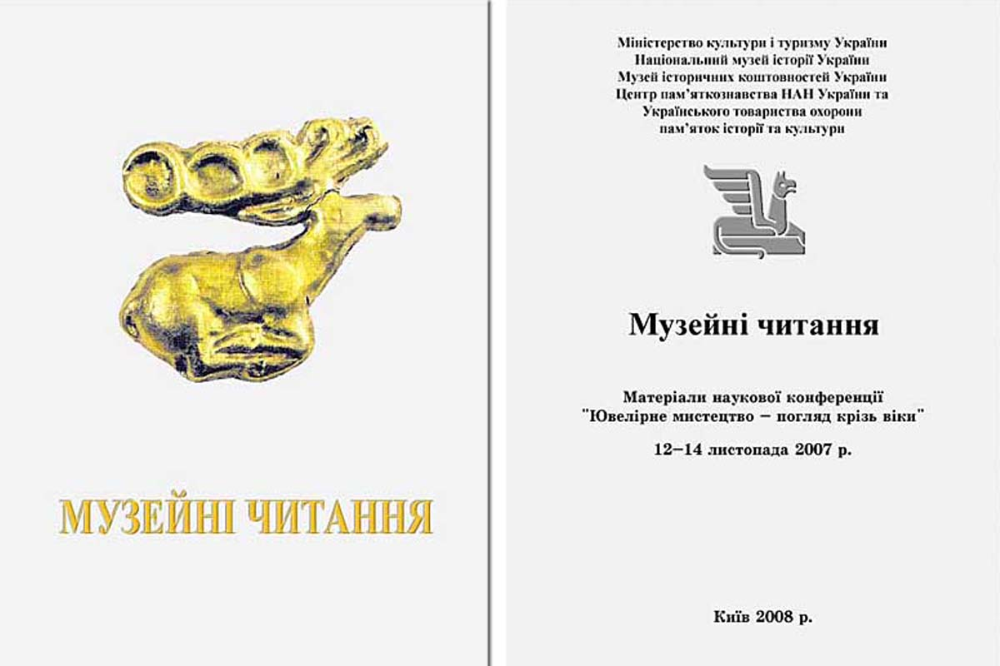 МУЗЕЙНІ ЧИТАННЯ
Міністерство культури і туризму України
Національний музей історії України
Музей історичних коштовностей України
Центр пам’яткознавства НАН України та
Українського товариства охорони
пам’яток історії та культури
Музейні читання
Матеріали наукової конференції
"Ювелірне мистецтво – погляд крізь віки"
12–14 листопада 2007 р.
Київ 2008 р.